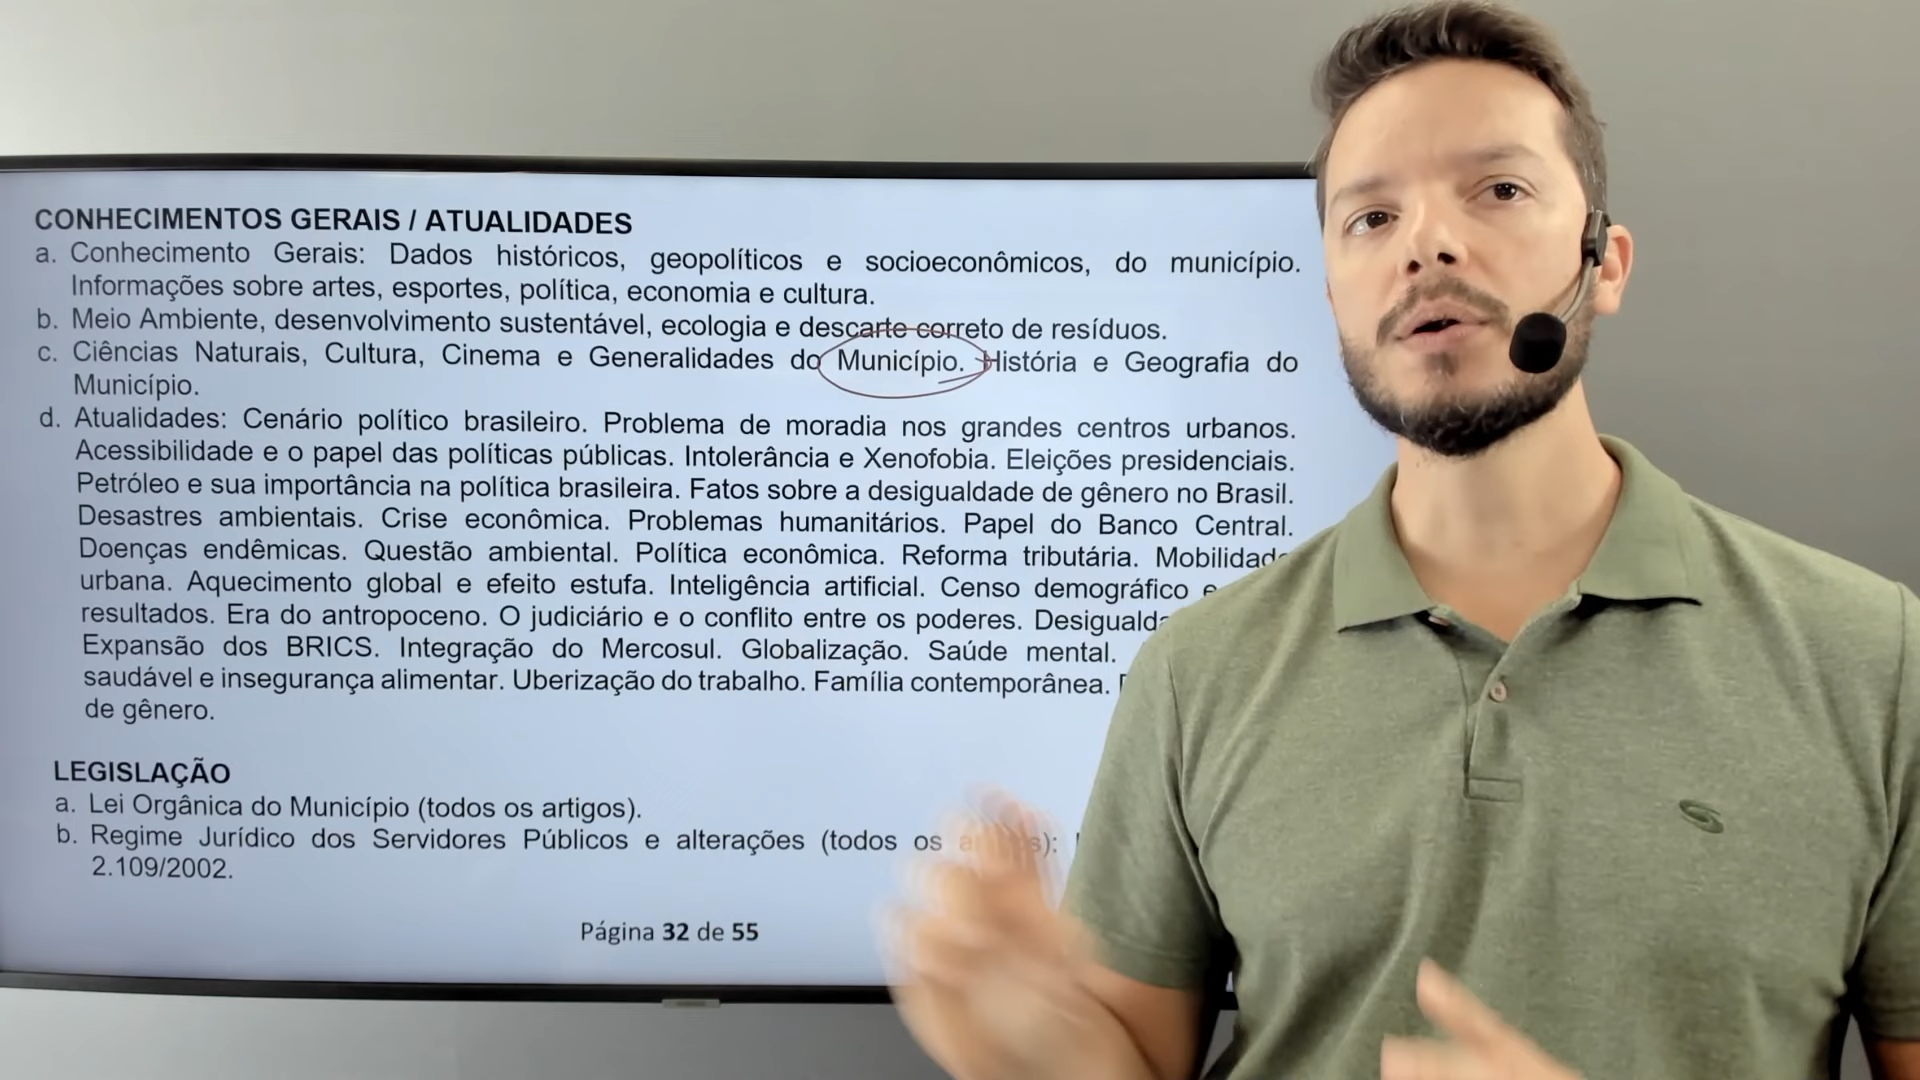 CONHECIMENTOS GERAIS / ATUALIDADES
a. Conhecimento Gerais: Dados históricos, geopolíticos e socioeconômicos, do município.
Informações sobre artes, esportes, política, economia e cultura.
b. Meio Ambiente, desenvolvimento sustentável, ecologia e descarte correto de resíduos.
c. Ciências Naturais, Cultura, Cinema e Generalidades do Município. História e Geografia do
Município.
d. Atualidades: Cenário político brasileiro. Problema de moradia nos grandes centros urbanos.
Acessibilidade e o papel das políticas públicas. Intolerância e Xenofobia. Eleições presidenciais.
Petróleo e sua importância na política brasileira. Fatos sobre a desigualdade de gênero no Brasil.
Desastres ambientais. Crise econômica. Problemas humanitários. Papel do Banco Central.
Doenças endêmicas. Questão ambiental. Política econômica. Reforma tributária. Mobilidade
urbana. Aquecimento global e efeito estufa. Inteligência artificial. Censo demográfico e
resultados. Era do antropoceno. O judiciário e o conflito entre os poderes.
Expansão dos BRICS. Integração do Mercosul. Globalização. Saúde mental.
saudável e insegurança alimentar. Uberização do trabalho. Família contemporânea.
de gênero.
LEGISLAÇÃO
a. Lei Orgânica do Município (todos os artigos).
b. Regime Jurídico dos Servidores Públicos e alterações (todos os
2.109/2002.
Página 32 de 55